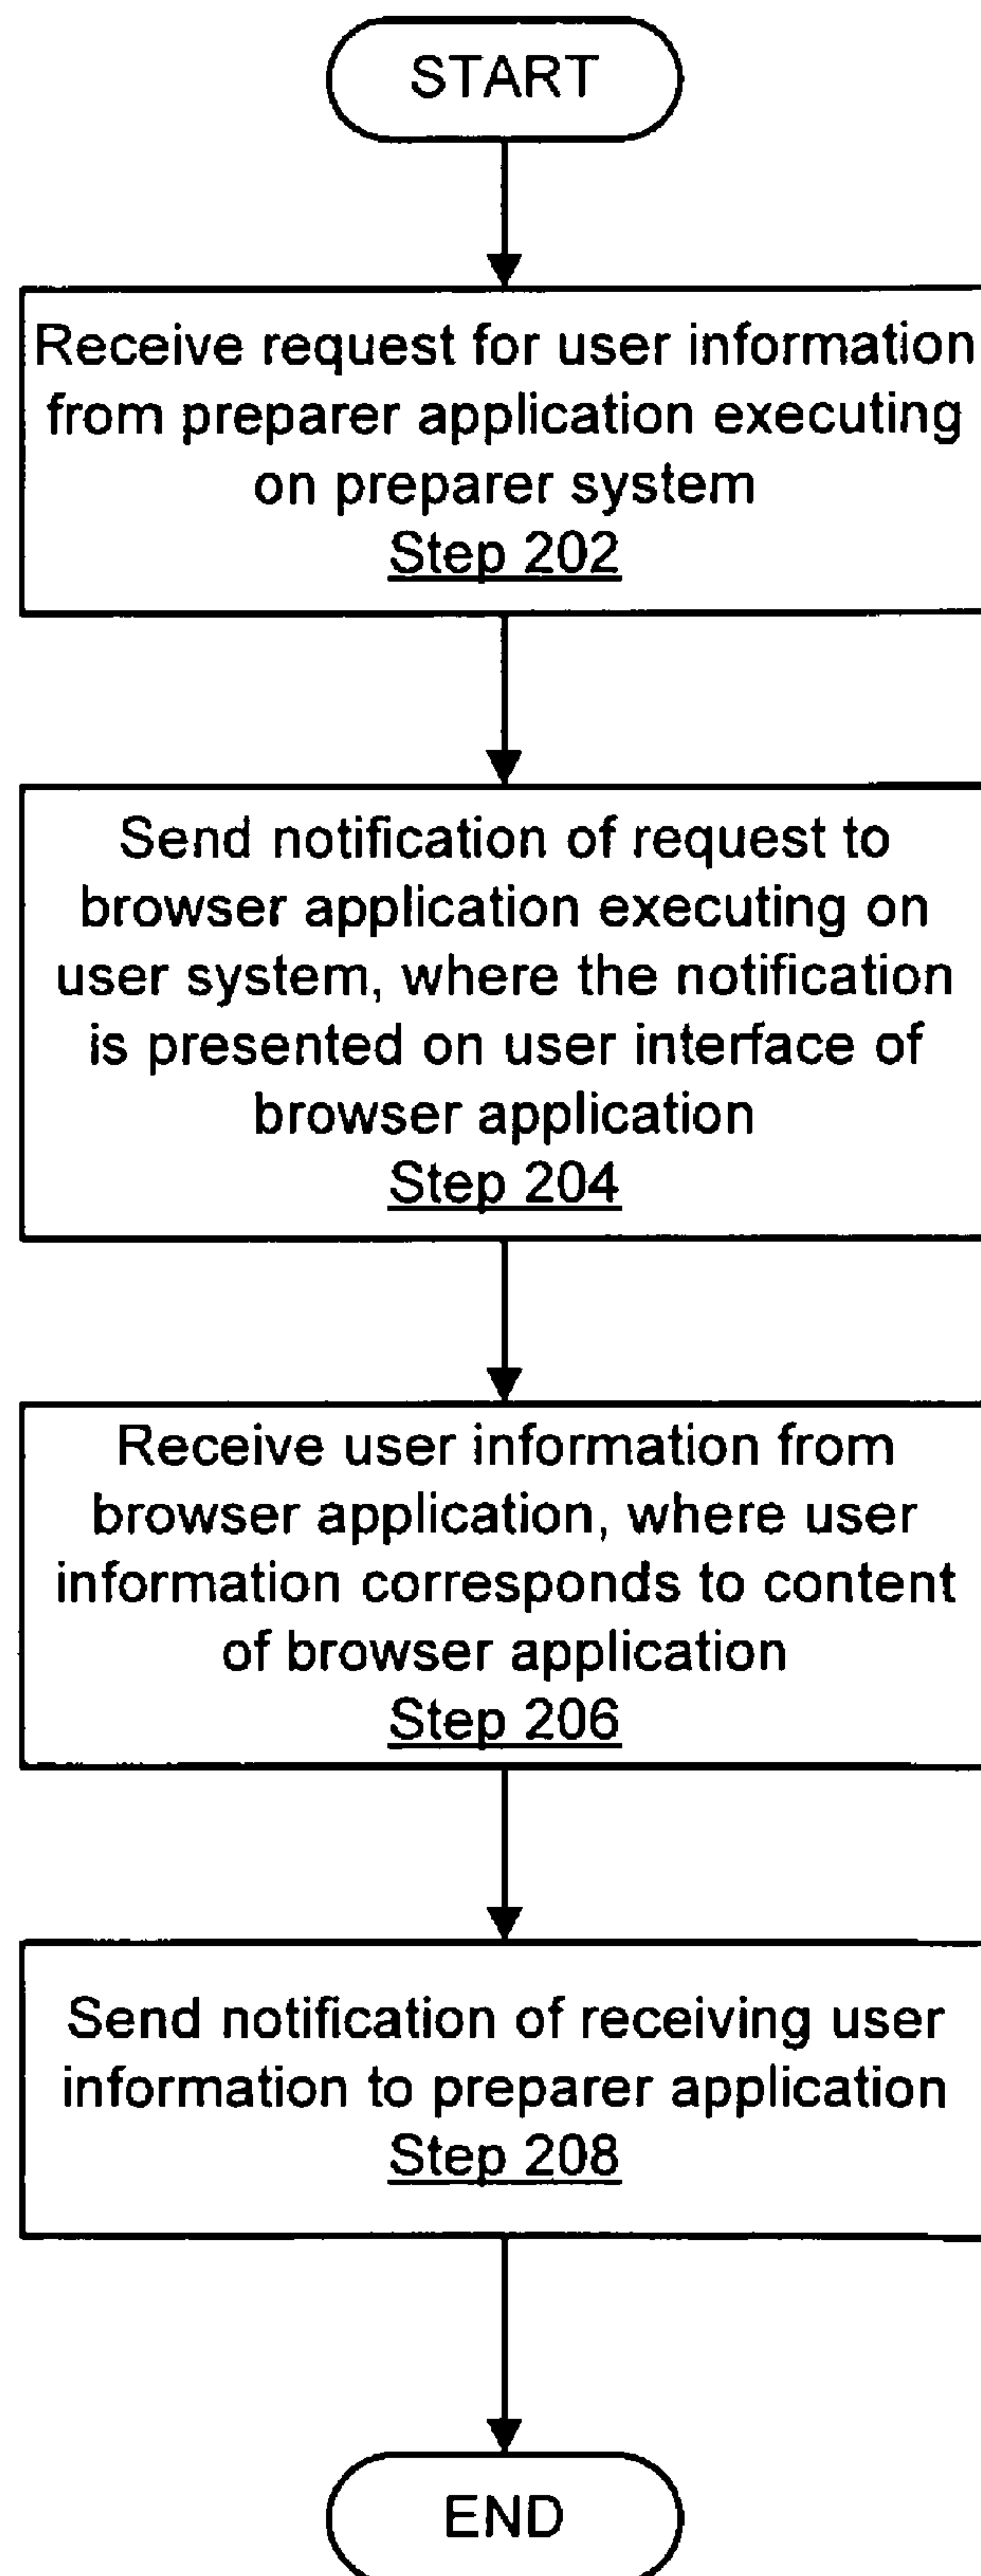 START
Receive request for user information
from preparer application executing
on preparer system
Step 202
Send notification of request to
browser application executing on
user system, where the notification
is presented on user interface of
browser application
Step 204
Receive user information from
browser application, where user
information corresponds to content
of browser application
Step 206
Send notification of receiving user
information to preparer application
Step 208
END